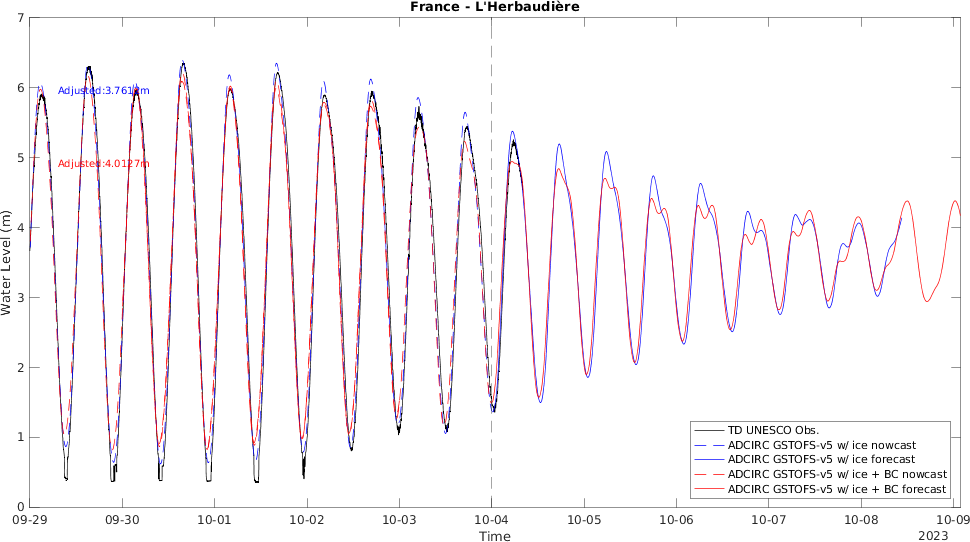 France - L'Herbaudière
7
6
5
4
3
2
1
0
Water Level (m)
Adjusted:4.0127m
09-29 09-30 10-01 10-02 10-03 10-04 10-05 10-06 10-07 10-08 10-09
2023
Time
TD UNESCO Obs.
ADCIRC GSTOFS-v5 w/ ice nowcast
ADCIRC GSTOFS-v5 w/ ice forecast
ADCIRC GSTOFS-v5 w/ ice + BC nowcast
ADCIRC GSTOFS-v5 w/ ice + BC forecast